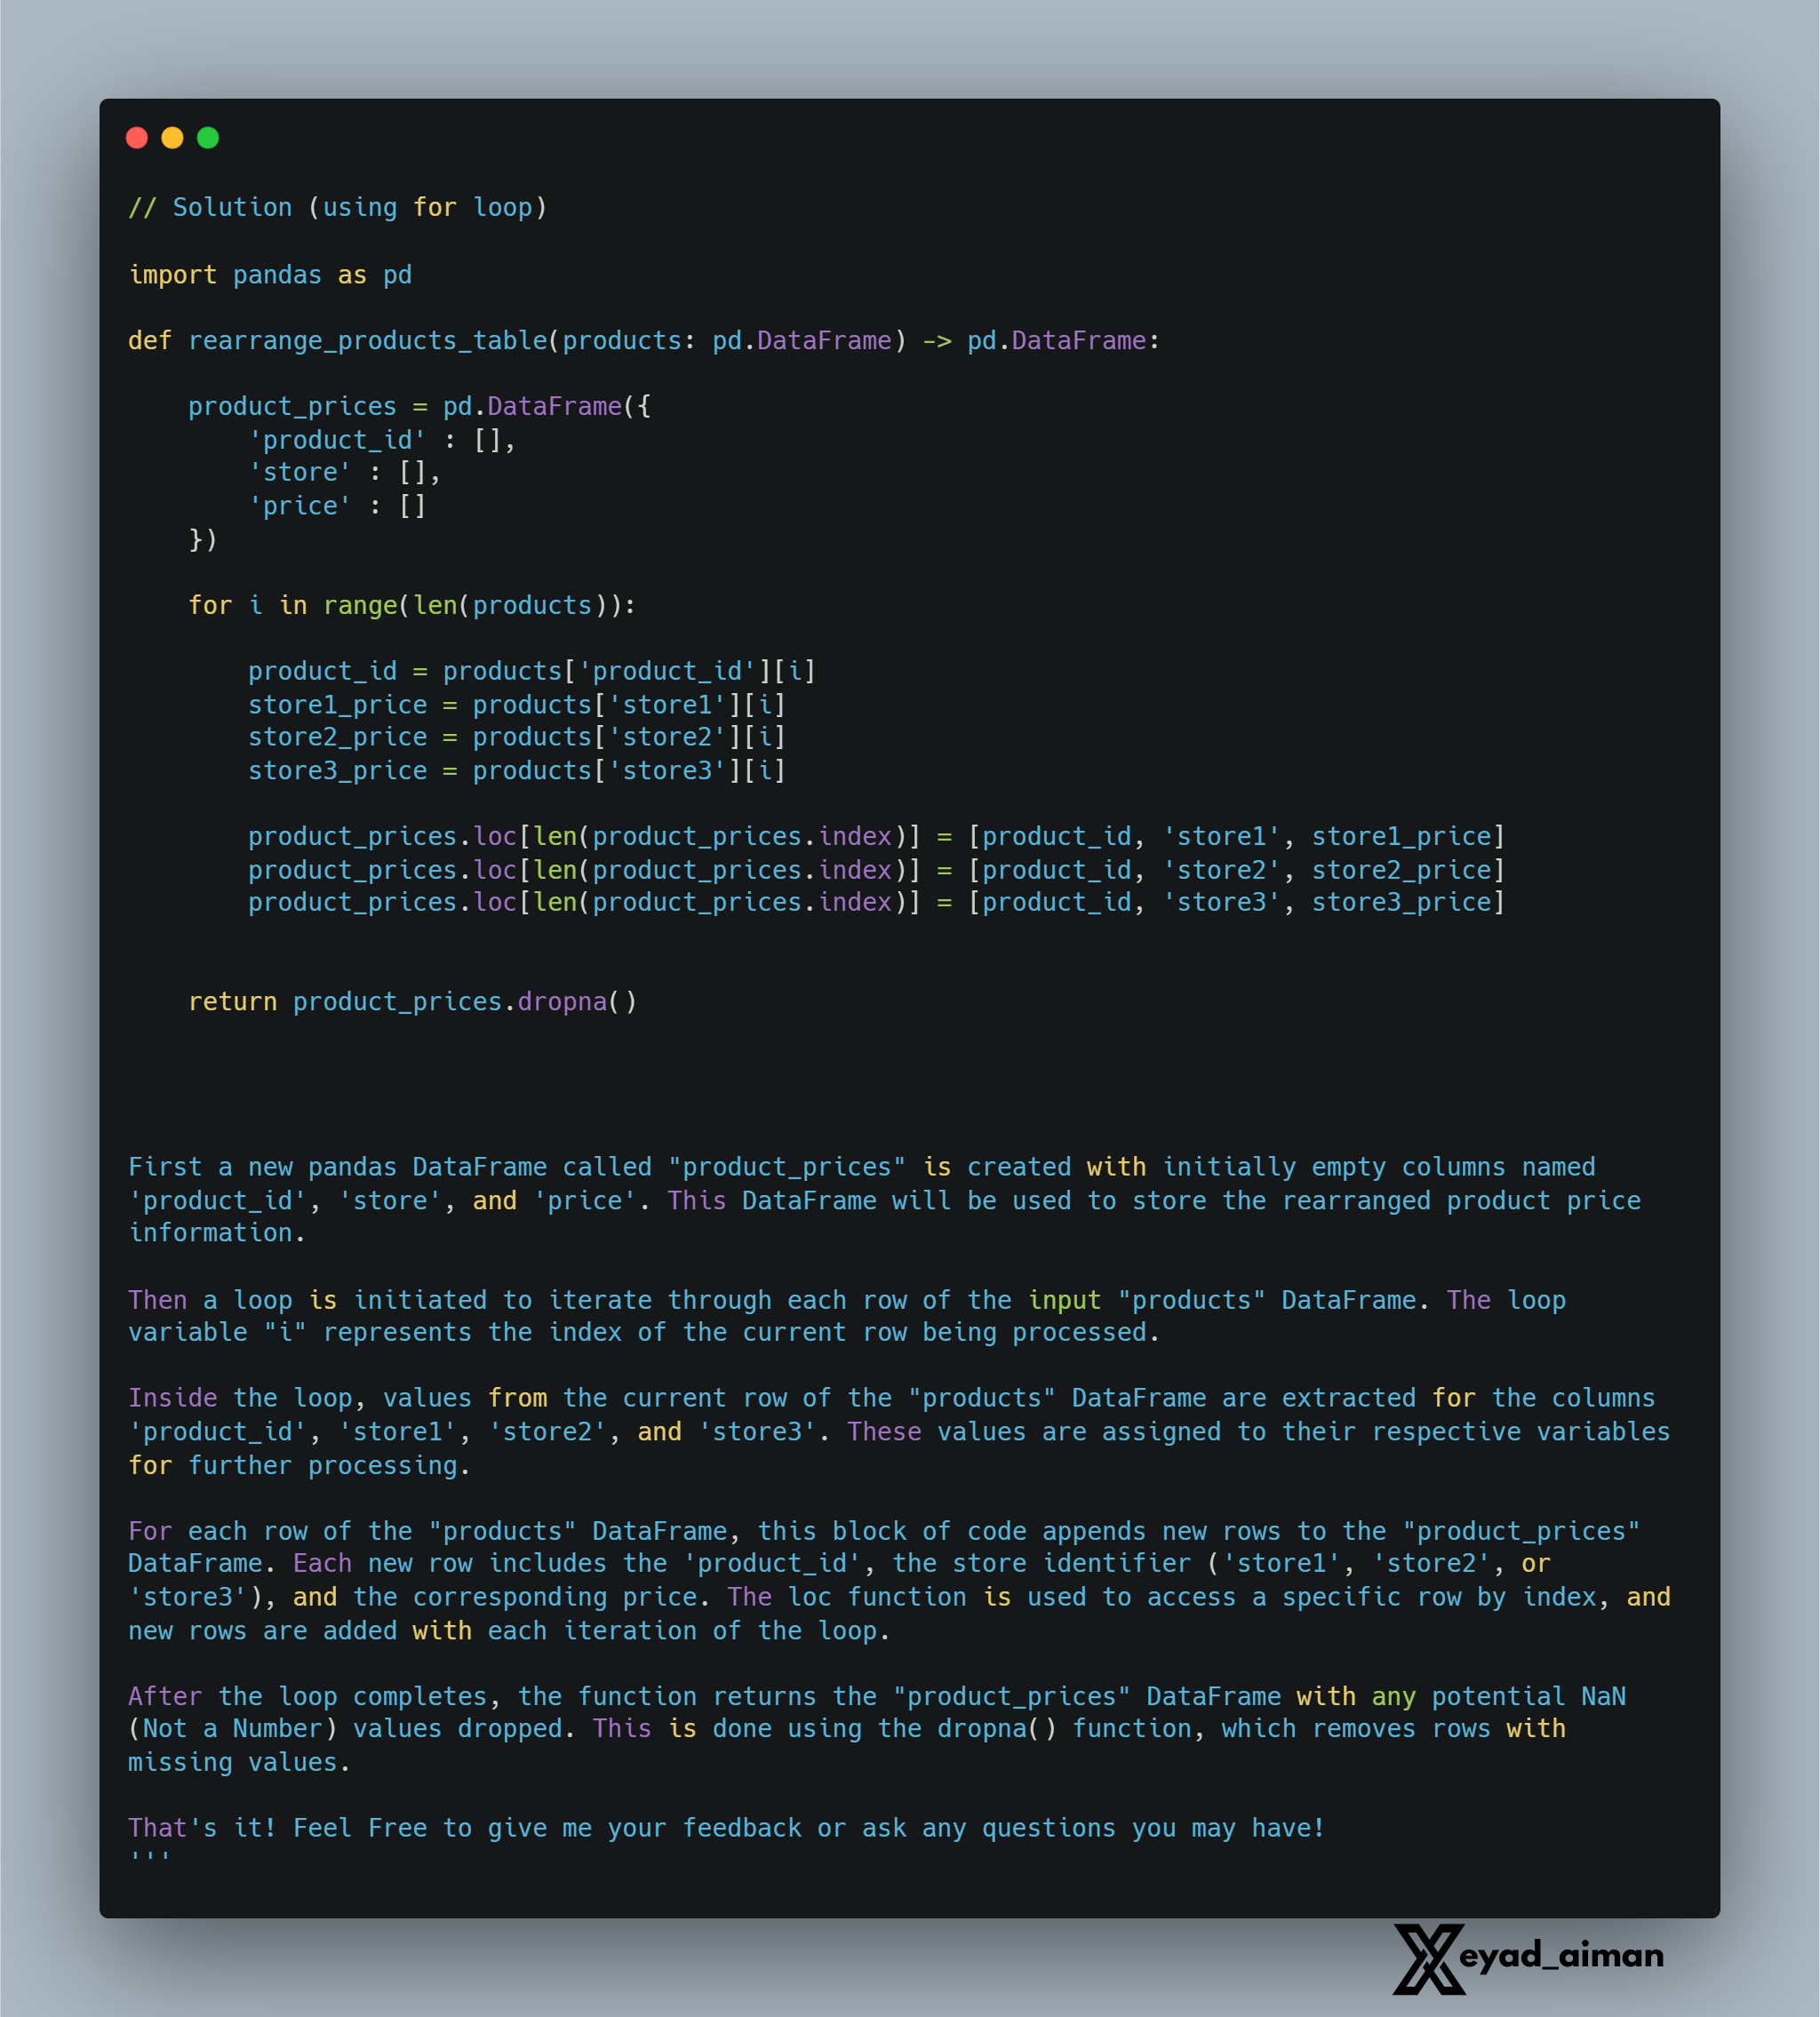 // Solution (using for loop)
import pandas as pd
def rearrange_products_table(products: pd.DataFrame) -> pd.DataFrame:
    product_prices = pd.DataFrame({
        'product_id' : [],
        'store' : [],
        'price' : []
    })
    for i in range(len(products)):
        product_id = products['product_id'][i]
        store1_price = products['store1'][i]
        store2_price = products['store2'][i]
        store3_price = products['store3'][i]
        product_prices.loc[len(product_prices.index)] = [product_id, 'store1', store1_price]
        product_prices.loc[len(product_prices.index)] = [product_id, 'store2', store2_price]
        product_prices.loc[len(product_prices.index)] = [product_id, 'store3', store3_price]
    return product_prices.dropna()
First a new pandas DataFrame called "product_prices" is created with initially empty columns named
'product_id', 'store', and 'price'. This DataFrame will be used to store the rearranged product price
information.
Then a loop is initiated to iterate through each row of the input "products" DataFrame. The loop
variable "i" represents the index of the current row being processed.
Inside the loop, values from the current row of the "products" DataFrame are extracted for the columns
'product_id', 'store1', 'store2', and 'store3'. These values are assigned to their respective variables
for further processing.
For each row of the "products" DataFrame, this block of code appends new rows to the "product_prices"
DataFrame. Each new row includes the 'product_id', the store identifier ('store1', 'store2', or
'store3'), and the corresponding price. The loc function is used to access a specific row by index, and
new rows are added with each iteration of the loop.
After the loop completes, the function returns the "product_prices" DataFrame with any potential NaN
(Not a Number) values dropped. This is done using the dropna() function, which removes rows with
missing values.
That's it! Feel Free to give me your feedback or ask any questions you may have!
'''
eyad_aiman